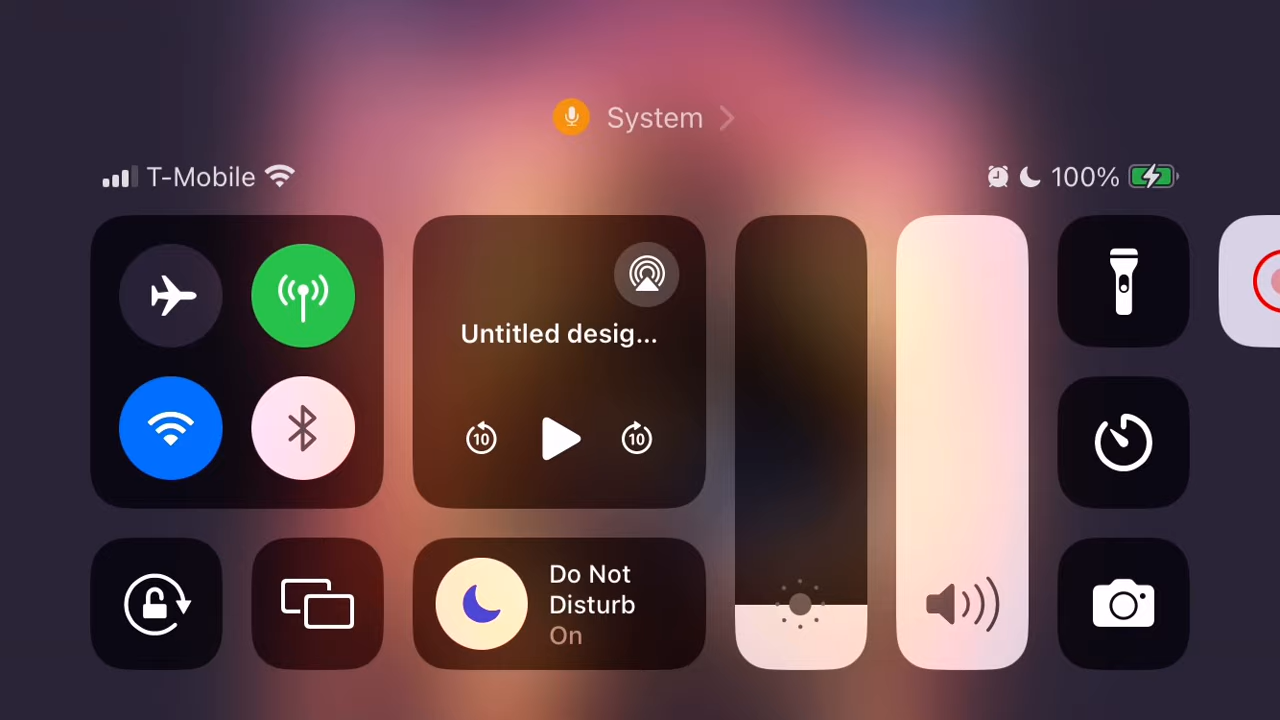 System
T-Mobile
100%
Untitled desig...
10
10
Do Not
Disturb
On